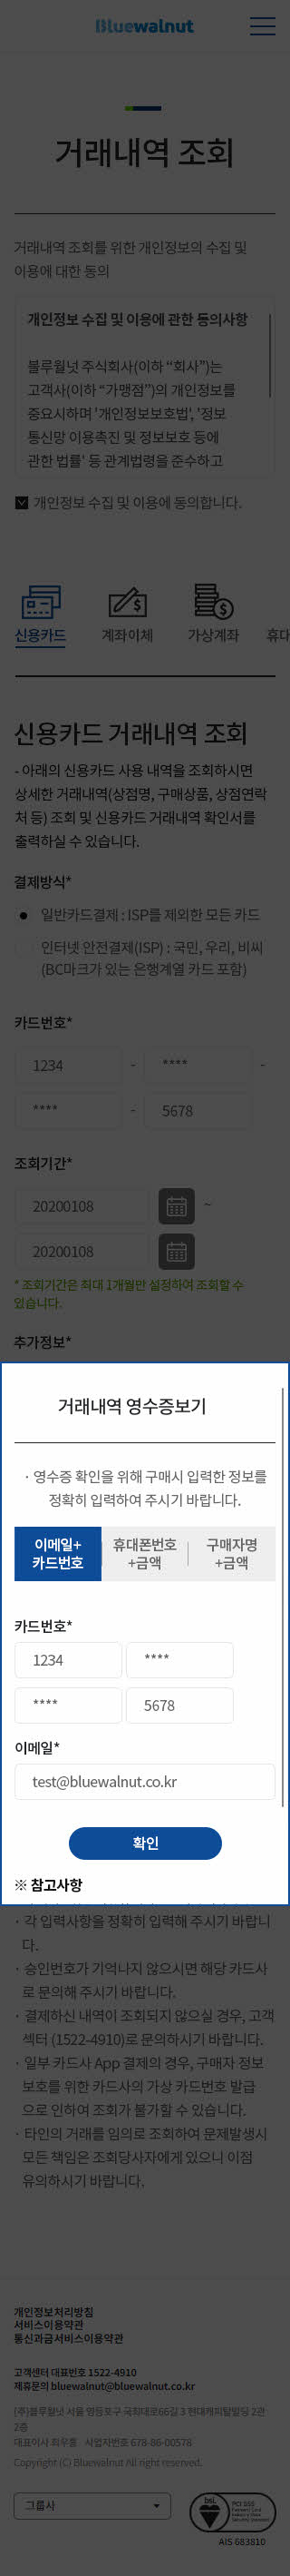 Bluewalnut
거래내역 조회
거래내역 조회를 위한 개인정보의 수집 및
이용에 대한 동의
개인정보 수집 및 이용에 관한 동의사항
블루월넛 주식회사(이하 “회사”)는
고객사(이하 “가맹점”)의 개인정보를
중요시하며 '개인정보보호법', '정보
통신망 이용촉진 및 정보보호 등에
관한 법률' 등 관계법령을 준수하고
개인정보 수집 및 이용에 동의합니다.
신용카드 계좌이체 가상계좌 휴대
신용카드 거래내역 조회
- 아래의 신용카드 사용 내역을 조회하시면
상세한 거래내역(상점명, 구매상품, 상점연락
처 등) 조회 및 신용카드 거래내역 확인서를
출력하실 수 있습니다.
결제방식*
일반카드결제 : ISP를 제외한 모든 카드
인터넷 안전결제(ISP) : 국민, 우리, 비씨
(BC마크가 있는 은행계열 카드 포함)
카드번호*
1234 - **** -
**** - 5678
조회기간*
20200108 ~
20200108
* 조회기간은 최대 1개월만 설정하여 조회할 수
있습니다.
추가정보*
거래내역 영수증보기
· 영수증 확인을 위해 구매시 입력한 정보를
정확히 입력하여 주시기 바랍니다.
이메일+ 휴대폰번호 구매자명
카드번호 +금액 +금액
카드번호*
1234 ****
**** 5678
이메일*
test@bluewalnut.co.kr
확인
※ 참고사항
· 각 입력사항을 정확히 입력해 주시기 바랍니
다.
· 승인번호가 기억나지 않으시면 해당 카드사
로 문의해 주시기 바랍니다.
· 결제하신 내역이 조회되지 않으실 경우, 고객
센터 (1522-4910)로 문의하시기 바랍니다.
· 일부 카드사 App 결제의 경우, 구매자 정보
보호를 위한 카드사의 가상 카드번호 발급
으로 인하여 조회가 불가할 수 있습니다.
· 타인의 거래를 임의로 조회하여 문제발생시
모든 책임은 조회당사자에게 있으니 이점
유의하시기 바랍니다.
개인정보처리방침
서비스이용약관
통신과금서비스이용약관
고객센터 대표번호 1522-4910
제휴문의 bluewalnut@bluewalnut.co.kr
(주)블루월넛 서울 영등포구 국회대로66길 3 현대캐피탈빌딩 2관
2층
대표이사 최우흠 사업자번호 678-86-00578
Copyright (C) Bluewalnut All right reserved.
그룹사
bsi.
PCI DSS
AIS 683810